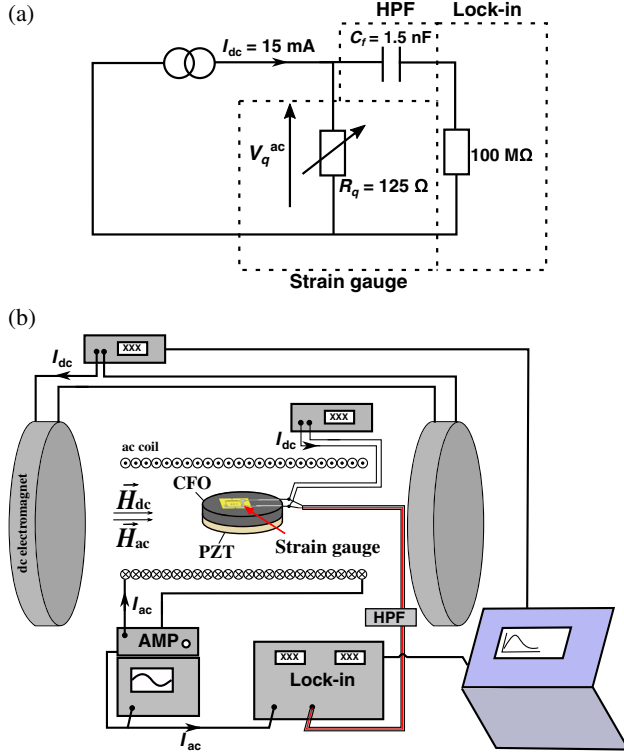 (a)
HPF
Lock-in
C_f = 1.5 nF
I_dc = 15 mA
V_q^ac
100 MΩ
R_q = 125 Ω
Strain gauge
(b)
XXX
I_dc
XXX
I_dc
ac coil
CFO
dc electromagnet
H_dc
H_ac
PZT
Strain gauge
I_ac
HPF
AMP
XXX
XXX
Lock-in
I_ac